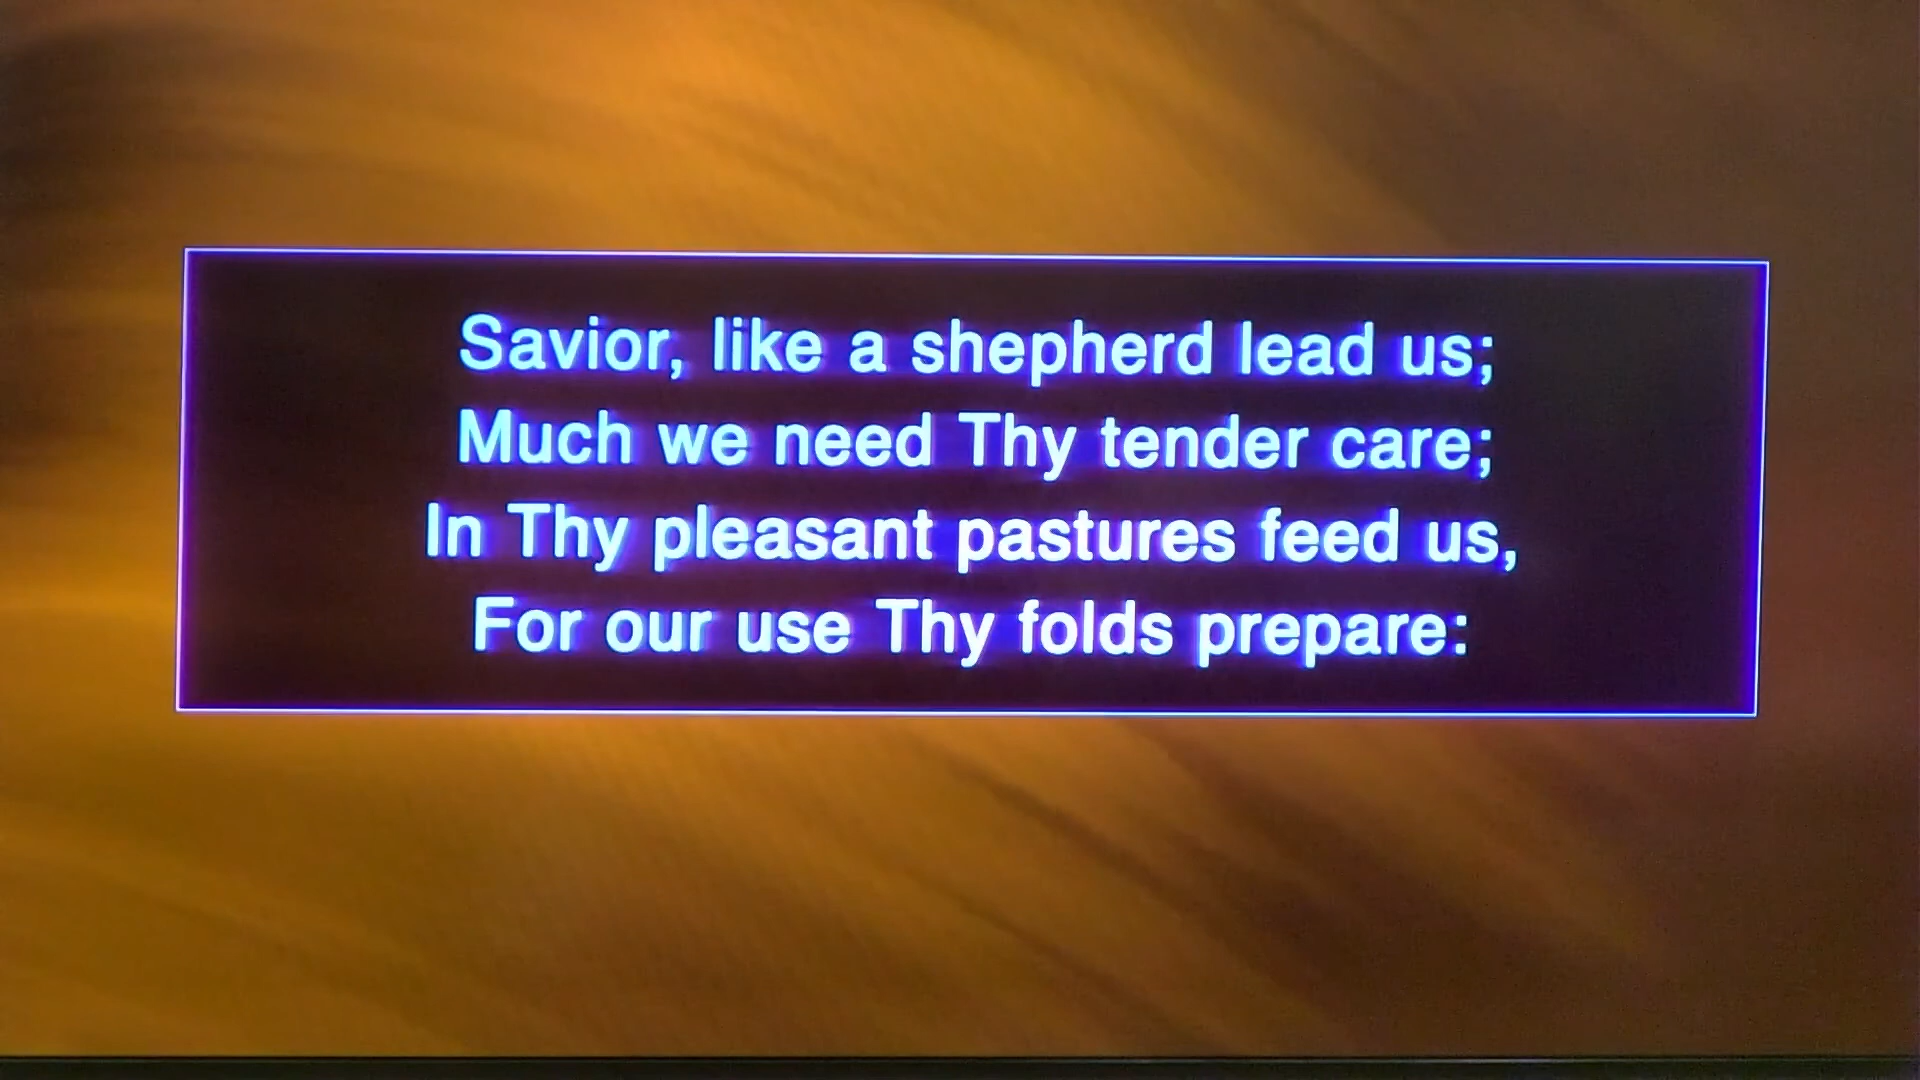 Savior, like a shepherd lead us;
Much we need Thy tender care;
In Thy pleasant pastures feed us,
For our use Thy folds prepare: